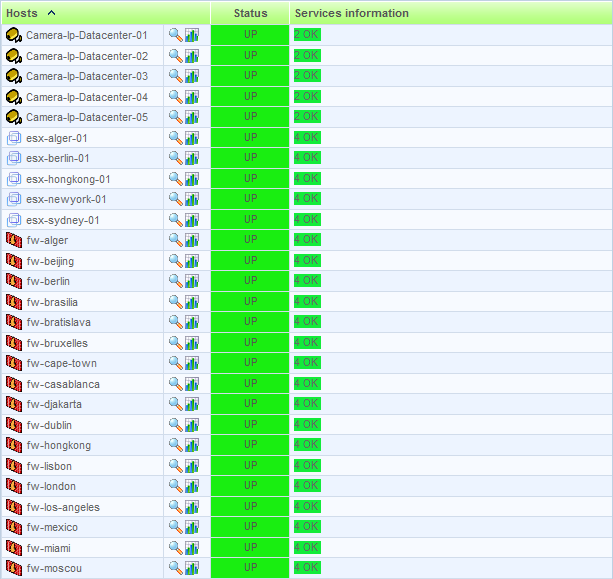 Hosts Status Services information
Camera-Ip-Datacenter-01 UP 2 OK
Camera-Ip-Datacenter-02 UP 2 OK
Camera-Ip-Datacenter-03 UP 2 OK
Camera-Ip-Datacenter-04 UP 2 OK
Camera-Ip-Datacenter-05 UP 2 OK
esx-alger-01 UP 4 OK
esx-berlin-01 UP 4 OK
esx-hongkong-01 UP 4 OK
esx-newyork-01 UP 4 OK
esx-sydney-01 UP 4 OK
fw-alger UP 4 OK
fw-beijing UP 4 OK
fw-berlin UP 4 OK
fw-brasilia UP 4 OK
fw-bratislava UP 4 OK
fw-bruxelles UP 4 OK
fw-cape-town UP 4 OK
fw-casablanca UP 4 OK
fw-djakarta UP 4 OK
fw-dublin UP 4 OK
fw-hongkong UP 4 OK
fw-lisbon UP 4 OK
fw-london UP 4 OK
fw-los-angeles UP 4 OK
fw-mexico UP 4 OK
fw-miami UP 4 OK
fw-moscou UP 4 OK